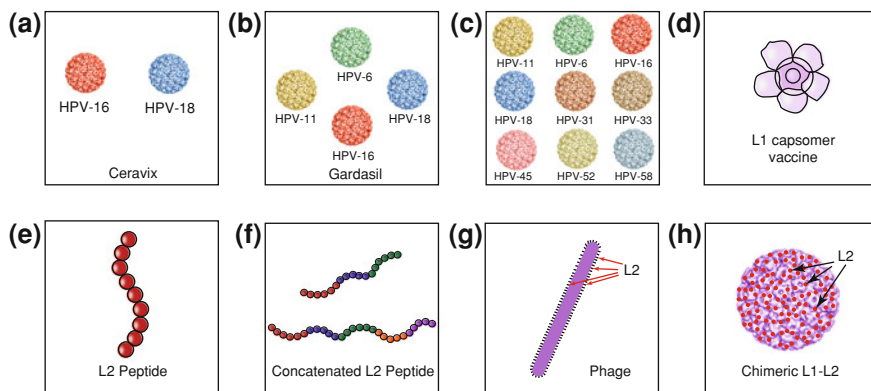 (a)
HPV-16 HPV-18
Ceravix
(b)
HPV-6
HPV-11 HPV-18
HPV-16
Gardasil
(c)
HPV-11 HPV-6 HPV-16
HPV-18 HPV-31 HPV-33
HPV-45 HPV-52 HPV-58
(d)
L1 capsomer
vaccine
(e)
L2 Peptide
(f)
Concatenated L2 Peptide
(g)
L2
Phage
(h)
L2
Chimeric L1-L2